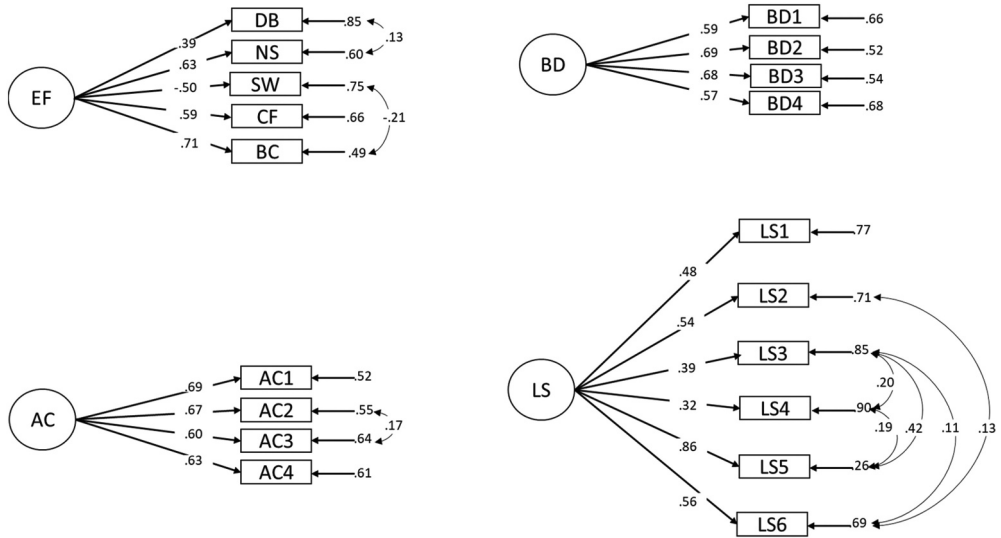 EF
.39
.63
-.50
.59
.71
DB
NS
SW
CF
BC
.85
.60
.75
.66
.49
.13
-.21
BD
.59
.69
.68
.57
BD1
BD2
BD3
BD4
.66
.52
.54
.68
AC
.69
.67
.60
.63
AC1
AC2
AC3
AC4
.52
.55
.64
.61
.17
LS
.48
.54
.39
.32
.86
.56
LS1
LS2
LS3
LS4
LS5
LS6
.77
.71
.85
.90
.26
.69
.20
.19
.42
.11
.13